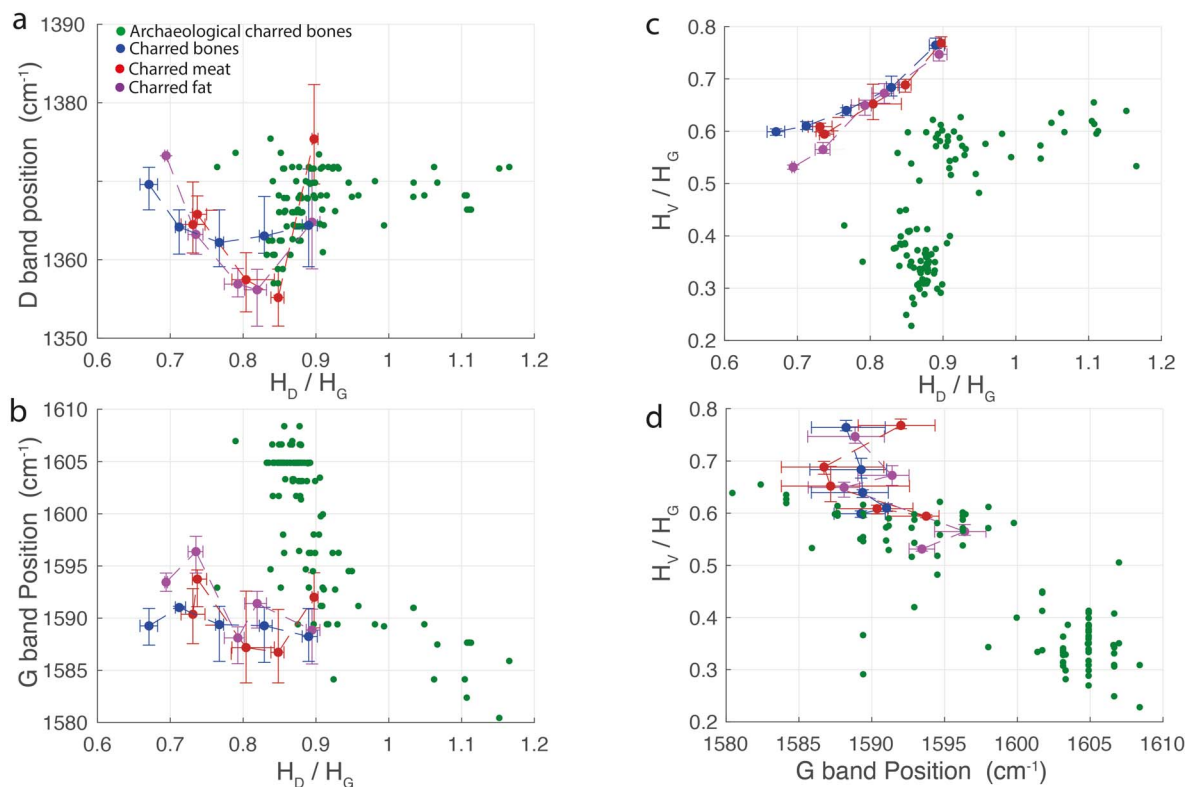 a
1390
1380
1360
1350
D band position (cm-1)
Archaeological charred bones
Charred bones
Charred meat
Charred fat
0.6 0.7 0.8 0.9 1 1.1 1.2
HD / HG
b
1610
1605
1600
1595
1590
1585
1580
G band Position (cm-1)
0.6 0.7 0.8 0.9 1 1.1 1.2
HD / HG
c
0.8
0.7
0.6
0.5
0.4
0.3
0.2
HV / HG
0.6 0.7 0.8 0.9 1 1.1 1.2
HD / HG
d
0.8
0.7
0.6
0.5
0.4
0.3
0.2
HV / HG
1580 1585 1590 1595 1600 1605 1610
G band Position (cm-1)